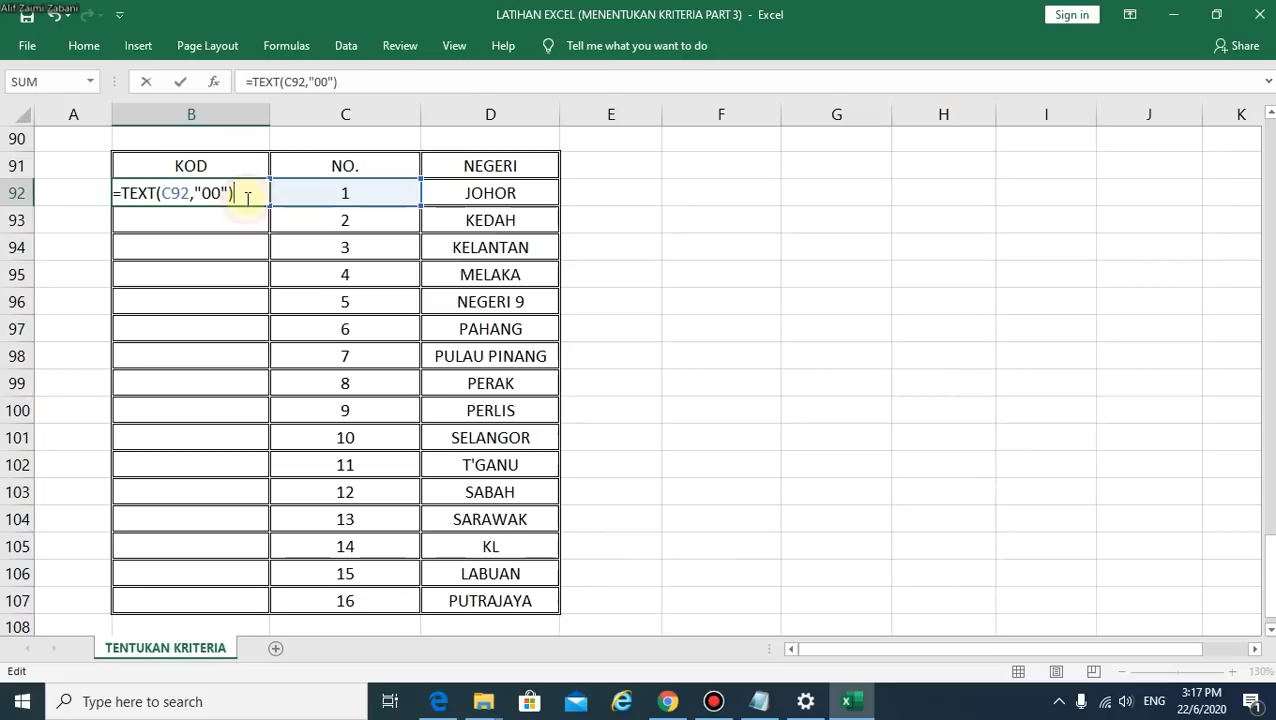 Alif Zaimi Zabani
LATIHAN EXCEL (MENENTUKAN KRITERIA PART 3) - Excel
Sign in
File Home Insert Page Layout Formulas Data Review View Help Tell me what you want to do Share
SUM fx =TEXT(C92,"00")
A B C D E F G H I J K
90
91 KOD NO. NEGERI
92 =TEXT(C92,"00") 1 JOHOR
93 2 KEDAH
94 3 KELANTAN
95 4 MELAKA
96 5 NEGERI 9
97 6 PAHANG
98 7 PULAU PINANG
99 8 PERAK
100 9 PERLIS
101 10 SELANGOR
102 11 T'GANU
103 12 SABAH
104 13 SARAWAK
105 14 KL
106 15 LABUAN
107 16 PUTRAJAYA
108
TENTUKAN KRITERIA
Edit 130%
Type here to search ENG 3:17 PM
22/6/2020 1